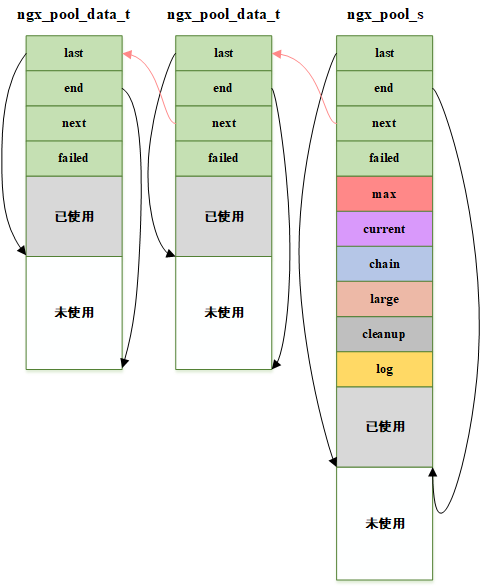 ngx_pool_data_t
last
end
next
failed
已使用
未使用
ngx_pool_data_t
last
end
next
failed
已使用
未使用
ngx_pool_s
last
end
next
failed
max
current
chain
large
cleanup
log
已使用
未使用